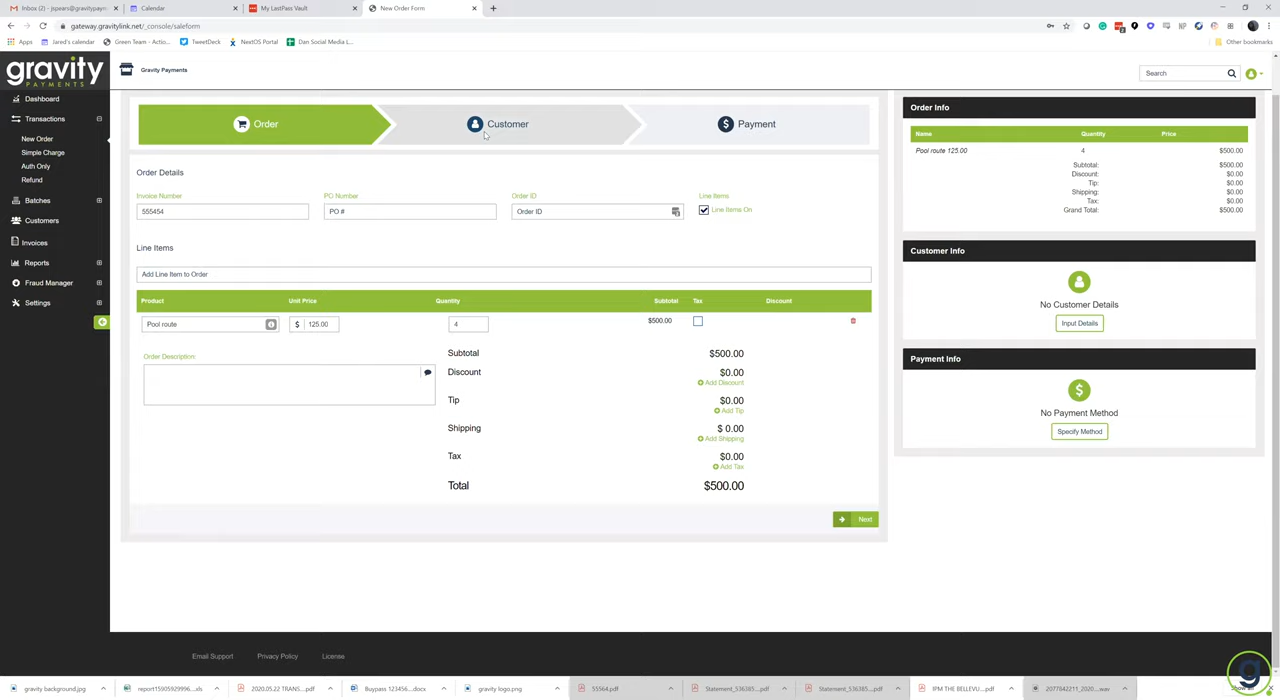 Inbox (2) - jspears@gravitypaym
Calendar
My LastPass Vault
New Order Form
gateway.gravitylink.net/_console/saleform
Apps
Jared's calendar
Green Team - Actio...
TweetDeck
NextOS Portal
Dan Social Media L...
Other bookmarks
gravity
PAYMENTS
Gravity Payments
Search
Dashboard
Transactions
New Order
Simple Charge
Auth Only
Refund
Batches
Customers
Invoices
Reports
Fraud Manager
Settings
Order
Customer
Payment
Order Details
Invoice Number
PO Number
Order ID
Line Items
555454
PO #
Order ID
Line Items On
Line Items
Add Line Item to Order
Product
Unit Price
Quantity
Subtotal
Tax
Discount
Pool route
$
125.00
4
$500.00
Order Description:
Subtotal
$500.00
Discount
$0.00
Add Discount
Tip
$0.00
Add Tip
Shipping
$ 0.00
Add Shipping
Tax
$0.00
Add Tax
Total
$500.00
Next
Order Info
Name
Quantity
Price
Pool route 125.00
4
$500.00
Subtotal:
$500.00
Discount:
$0.00
Tip:
$0.00
Shipping:
$0.00
Tax:
$0.00
Grand Total:
$500.00
Customer Info
No Customer Details
Input Details
Payment Info
$
No Payment Method
Specify Method
Email Support
Privacy Policy
License
gravity background.jpg
report15905929996....xls
2020.05.22 TRANS....pdf
Buypass 123456...docx
gravity logo.png
55564.pdf
Statement_536385....pdf
Statement_536385....pdf
IPM THE BELLEVU....pdf
2077842211_2020....wav
g